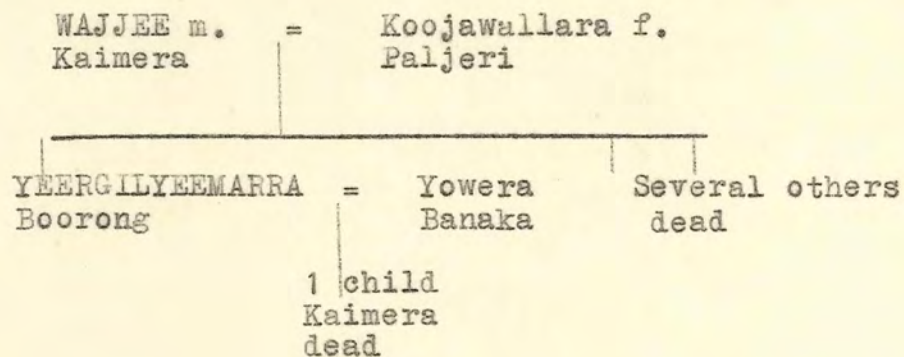 WAJJEE m. = Koojawallara f.
Kaimera Paljeri
YEERGILYEEMARRA = Yowera Several others
Boorong Banaka dead
1 child
Kaimera
dead